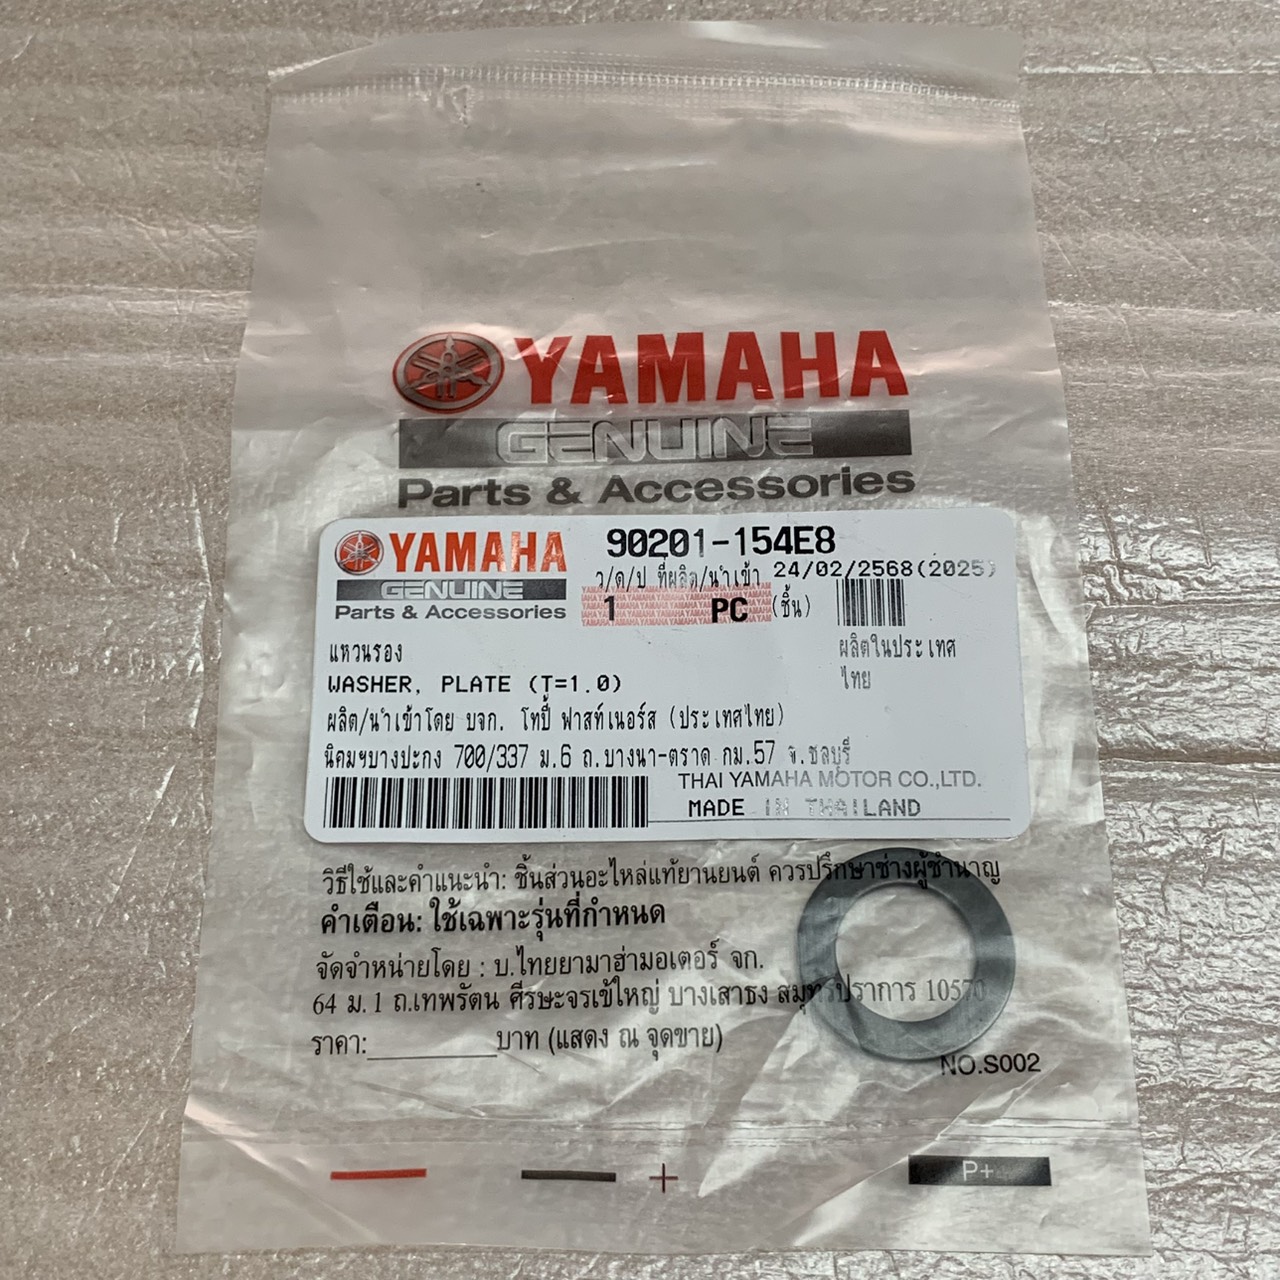 YAMAHA
GENUINE
Parts & Accessories
YAMAHA
GENUINE
Parts & Accessories
90201-154E8
ว/ด/ป ที่ผลิต/นำเข้า 24/02/2568(2025)
1 PC (ชิ้น)
แหวนรอง
ผลิตในประเทศ
ไทย
WASHER, PLATE (T=1.0)
ผลิต/นำเข้าโดย บจก. โทปี้ ฟาสท์เนอร์ส (ประเทศไทย)
นิคมฯบางปะกง 700/337 ม.6 ถ.บางนา-ตราด กม.57 จ.ชลบุรี
THAI YAMAHA MOTOR CO.,LTD.
MADE IN THAILAND
วิธีใช้และคำแนะนำ: ชิ้นส่วนอะไหล่แท้ยานยนต์ ควรปรึกษาช่างผู้ชำนาญ
คำเตือน: ใช้เฉพาะรุ่นที่กำหนด
จัดจำหน่ายโดย : บ.ไทยยามาฮ่ามอเตอร์ จก.
64 ม. 1 ถ.เทพรัตน ศีรษะจรเข้ใหญ่ บางเสาธง สมุทรปราการ 10570
ราคา:__________บาท (แสดง ณ จุดขาย)
NO.S002
P+